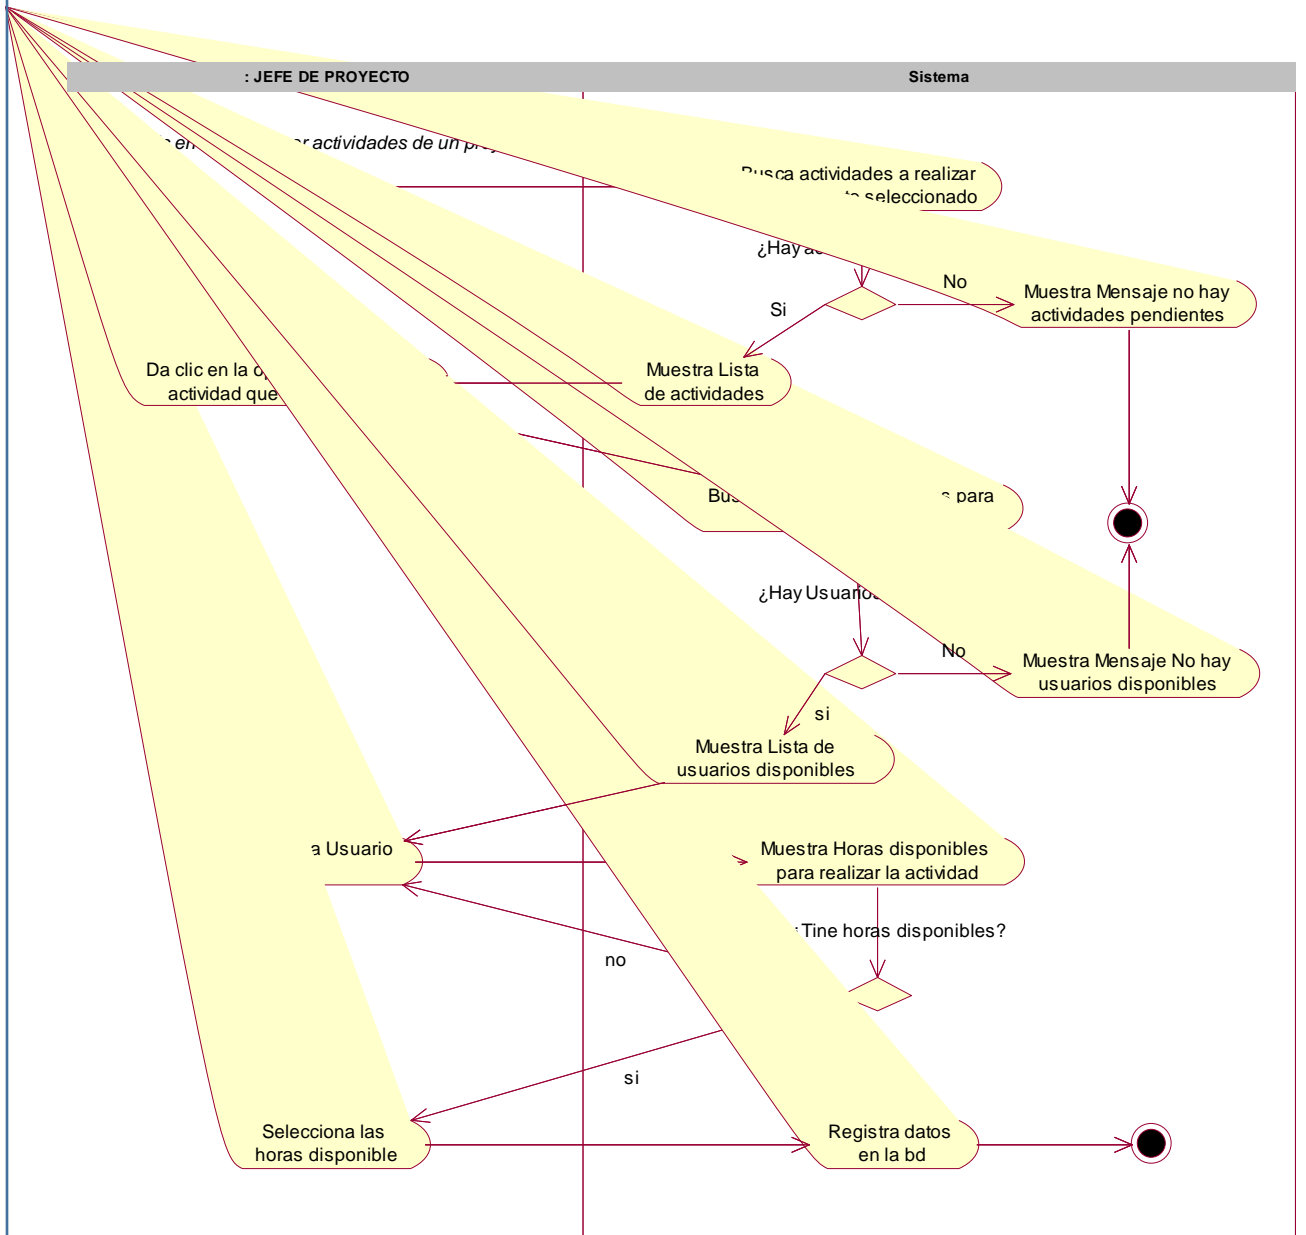 : JEFE DE PROYECTO
Sistema
en
actividades de un
Busca actividades a realizar
seleccionado
¿Hay
No
Si
Muestra Mensaje no hay
actividades pendientes
Da clic en la
actividad que
Muestra Lista
de actividades
para
¿Hay Usuarios
No
Muestra Mensaje No hay
usuarios disponibles
si
Muestra Lista de
usuarios disponibles
a Usuario
Muestra Horas disponibles
para realizar la actividad
¿Tine horas disponibles?
no
si
Selecciona las
horas disponible
Registra datos
en la bd